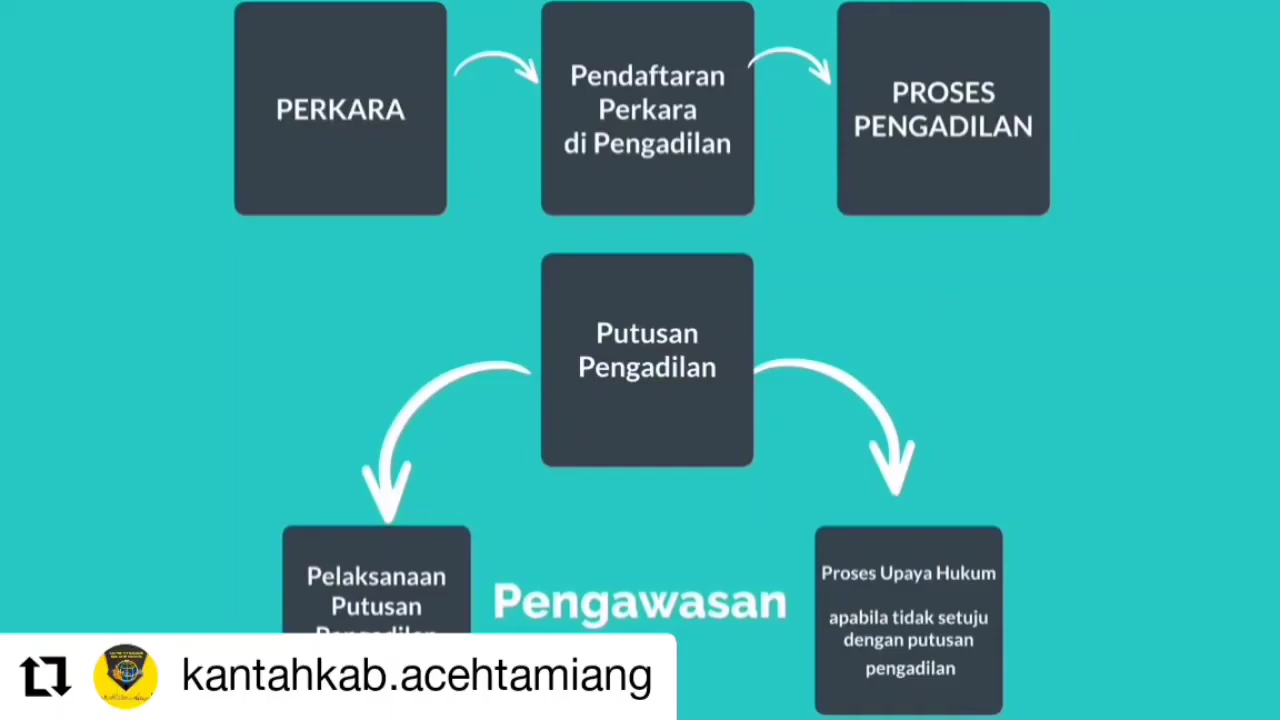 PERKARA
Pendaftaran
Perkara
di Pengadilan
PROSES
PENGADILAN
Putusan
Pengadilan
Pelaksanaan
Putusan
Pengadilan
Pengawasan
Proses Upaya Hukum
apabila tidak setuju
dengan putusan
pengadilan
kantahkab.acehtamiang